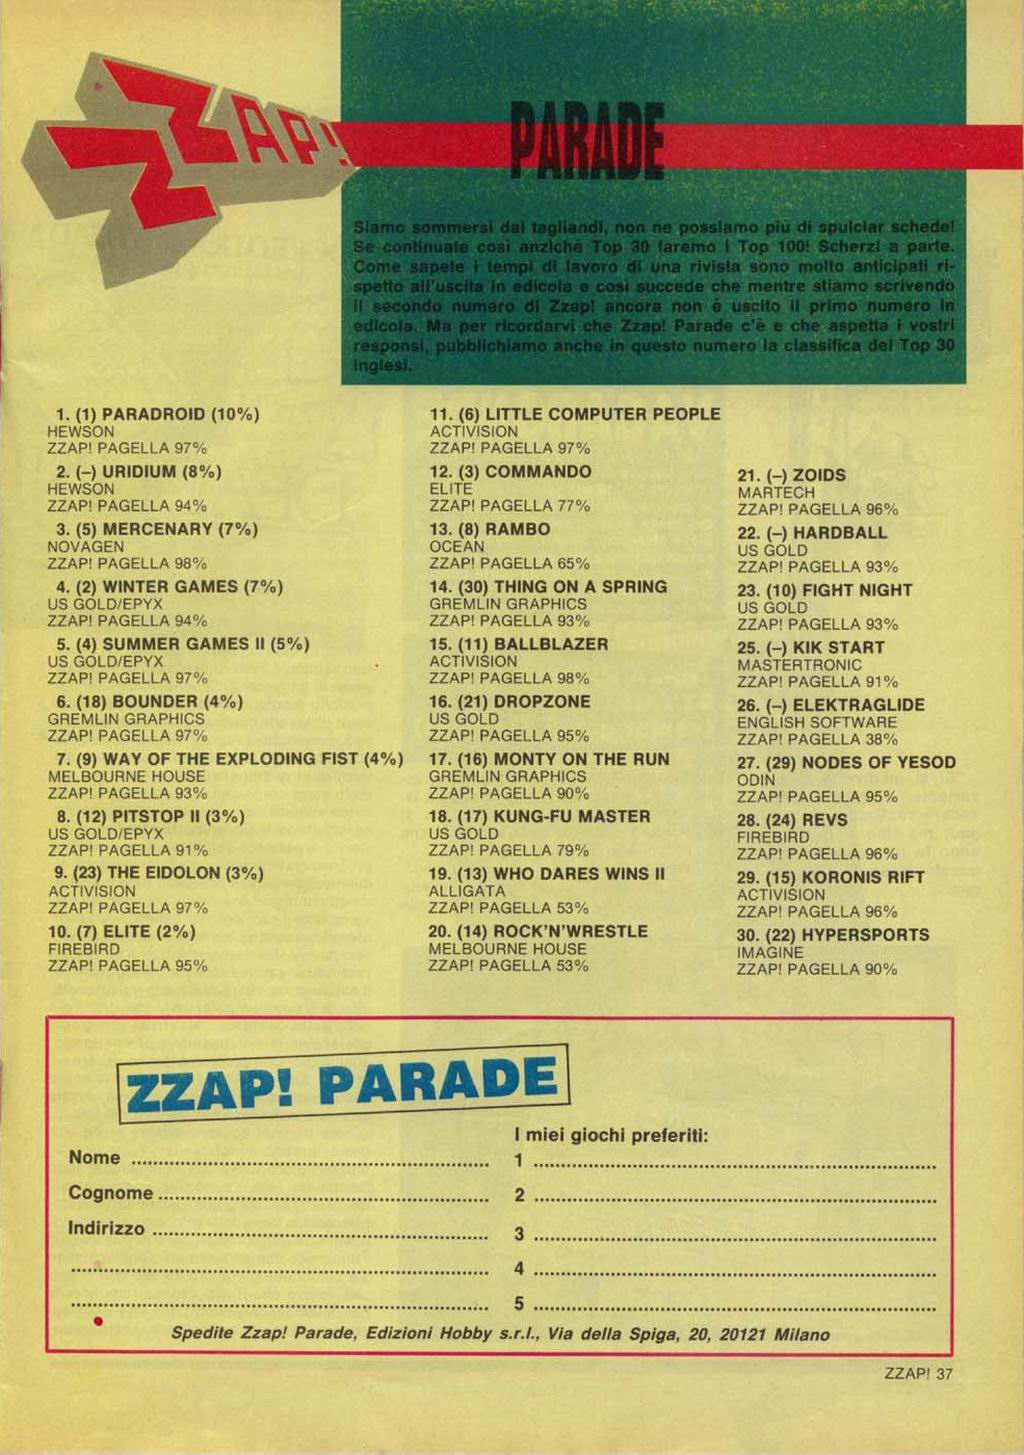 ZZAP!
PARADE
Siamo sommersi dai tagliandi, non ne possiamo più di spulciar schede!
Se continuate così anziché Top 30 faremo i Top 100! Scherzi a parte.
Come sapete i tempi di lavoro di una rivista sono molto anticipati ri-
spetto all'uscita in edicola e così succede che mentre stiamo scrivendo
il secondo numero di Zzap! ancora non è uscito il primo numero in
edicola. Ma per ricordarvi che Zzap! Parade c'è e che aspetta i vostri
responsi, pubblichiamo anche in questo numero la classifica dei Top 30
inglesi.
1. (1) PARADROID (10%)
HEWSON
ZZAP! PAGELLA 97%
2. (–) URIDIUM (8%)
HEWSON
ZZAP! PAGELLA 94%
3. (5) MERCENARY (7%)
NOVAGEN
ZZAP! PAGELLA 98%
4. (2) WINTER GAMES (7%)
US GOLD/EPYX
ZZAP! PAGELLA 94%
5. (4) SUMMER GAMES II (5%)
US GOLD/EPYX
ZZAP! PAGELLA 97%
6. (18) BOUNDER (4%)
GREMLIN GRAPHICS
ZZAP! PAGELLA 97%
7. (9) WAY OF THE EXPLODING FIST (4%)
MELBOURNE HOUSE
ZZAP! PAGELLA 93%
8. (12) PITSTOP II (3%)
US GOLD/EPYX
ZZAP! PAGELLA 91%
9. (23) THE EIDOLON (3%)
ACTIVISION
ZZAP! PAGELLA 97%
10. (7) ELITE (2%)
FIREBIRD
ZZAP! PAGELLA 95%
11. (6) LITTLE COMPUTER PEOPLE
ACTIVISION
ZZAP! PAGELLA 97%
12. (3) COMMANDO
ELITE
ZZAP! PAGELLA 77%
13. (8) RAMBO
OCEAN
ZZAP! PAGELLA 65%
14. (30) THING ON A SPRING
GREMLIN GRAPHICS
ZZAP! PAGELLA 93%
15. (11) BALLBLAZER
ACTIVISION
ZZAP! PAGELLA 98%
16. (21) DROPZONE
US GOLD
ZZAP! PAGELLA 95%
17. (16) MONTY ON THE RUN
GREMLIN GRAPHICS
ZZAP! PAGELLA 90%
18. (17) KUNG-FU MASTER
US GOLD
ZZAP! PAGELLA 79%
19. (13) WHO DARES WINS II
ALLIGATA
ZZAP! PAGELLA 53%
20. (14) ROCK'N'WRESTLE
MELBOURNE HOUSE
ZZAP! PAGELLA 53%
21. (–) ZOIDS
MARTECH
ZZAP! PAGELLA 96%
22. (–) HARDBALL
US GOLD
ZZAP! PAGELLA 93%
23. (10) FIGHT NIGHT
US GOLD
ZZAP! PAGELLA 93%
25. (–) KIK START
MASTERTRONIC
ZZAP! PAGELLA 91%
26. (–) ELEKTRAGLIDE
ENGLISH SOFTWARE
ZZAP! PAGELLA 38%
27. (29) NODES OF YESOD
ODIN
ZZAP! PAGELLA 95%
28. (24) REVS
FIREBIRD
ZZAP! PAGELLA 96%
29. (15) KORONIS RIFT
ACTIVISION
ZZAP! PAGELLA 96%
30. (22) HYPERSPORTS
IMAGINE
ZZAP! PAGELLA 90%
ZZAP! PARADE
Nome
Cognome
Indirizzo
I miei giochi preferiti:
1
2
3
4
5
Spedite Zzap! Parade, Edizioni Hobby s.r.l., Via della Spiga, 20, 20121 Milano
ZZAP! 37